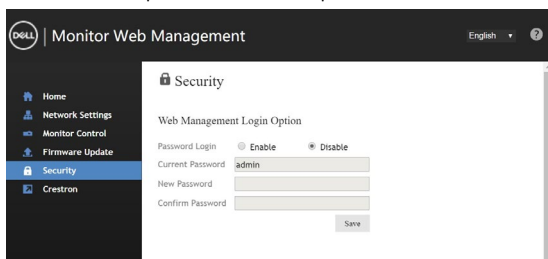 DELL | Monitor Web Management
English
?
Security
Home
Network Settings
Monitor Control
Firmware Update
Security
Crestron
Web Management Login Option
Password Login Enable Disable
Current Password admin
New Password
Confirm Password
Save